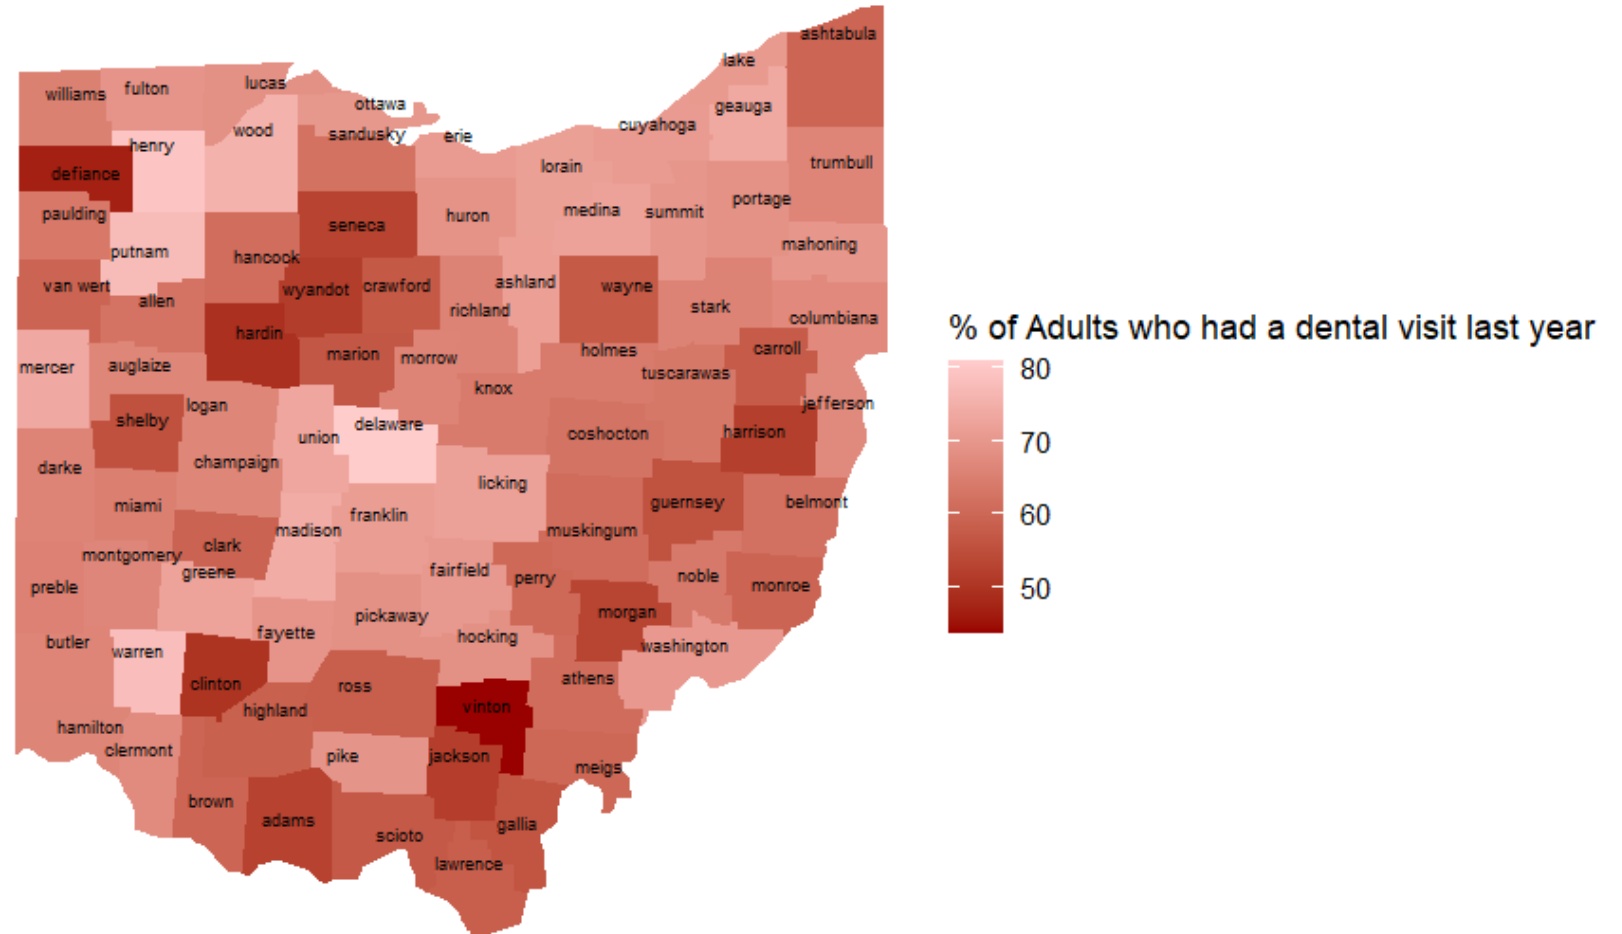 ashtabula
lake
lucas
williams
fulton
ottawa
geauga
cuyahoga
wood
sandusky
erie
henry
trumbull
lorain
defiance
portage
medina
summit
paulding
huron
seneca
mahoning
putnam
hancock
ashland
van wert
wyandot
crawford
wayne
allen
stark
richland
columbiana
hardin
% of Adults who had a dental visit last year
carroll
holmes
marion
morrow
mercer
auglaize
80
tuscarawas
knox
jefferson
logan
shelby
delaware
harrison
coshocton
union
70
champaign
darke
licking
miami
guernsey
belmont
franklin
60
madison
muskingum
clark
montgomery
greene
fairfield
perry
noble
preble
monroe
50
morgan
pickaway
fayette
hocking
butler
washington
warren
athens
clinton
ross
vinton
highland
hamilton
clermont
pike
jackson
meigs
brown
adams
gallia
scioto
lawrence